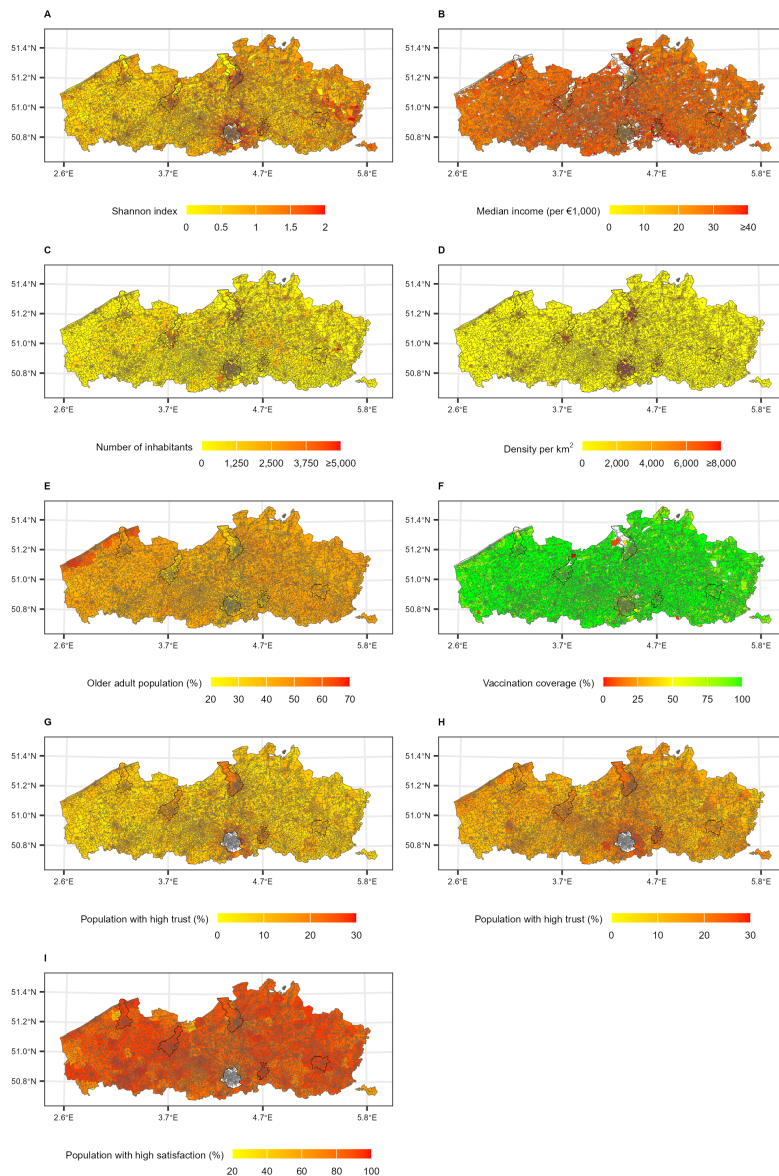 A
B
51.4°N
51.2°N
51.0°N
50.8°N
2.6°E 3.7°E 4.7°E 5.8°E
51.4°N
51.2°N
51.0°N
50.8°N
2.6°E 3.7°E 4.7°E 5.8°E
Shannon index
0 0.5 1 1.5 2
Median income (per €1,000)
0 10 20 30 ≥40
C
D
51.4°N
51.2°N
51.0°N
50.8°N
2.6°E 3.7°E 4.7°E 5.8°E
51.4°N
51.2°N
51.0°N
50.8°N
2.6°E 3.7°E 4.7°E 5.8°E
Number of inhabitants
0 1,250 2,500 3,750 ≥5,000
Density per km²
0 2,000 4,000 6,000 ≥8,000
E
F
51.4°N
51.2°N
51.0°N
50.8°N
2.6°E 3.7°E 4.7°E 5.8°E
51.4°N
51.2°N
51.0°N
50.8°N
2.6°E 3.7°E 4.7°E 5.8°E
Older adult population (%)
20 30 40 50 60 70
Vaccination coverage (%)
0 25 50 75 100
G
H
51.4°N
51.2°N
51.0°N
50.8°N
2.6°E 3.7°E 4.7°E 5.8°E
51.4°N
51.2°N
51.0°N
50.8°N
2.6°E 3.7°E 4.7°E 5.8°E
Population with high trust (%)
0 10 20 30
Population with high trust (%)
0 10 20 30
I
51.4°N
51.2°N
51.0°N
50.8°N
2.6°E 3.7°E 4.7°E 5.8°E
Population with high satisfaction (%)
20 40 60 80 100